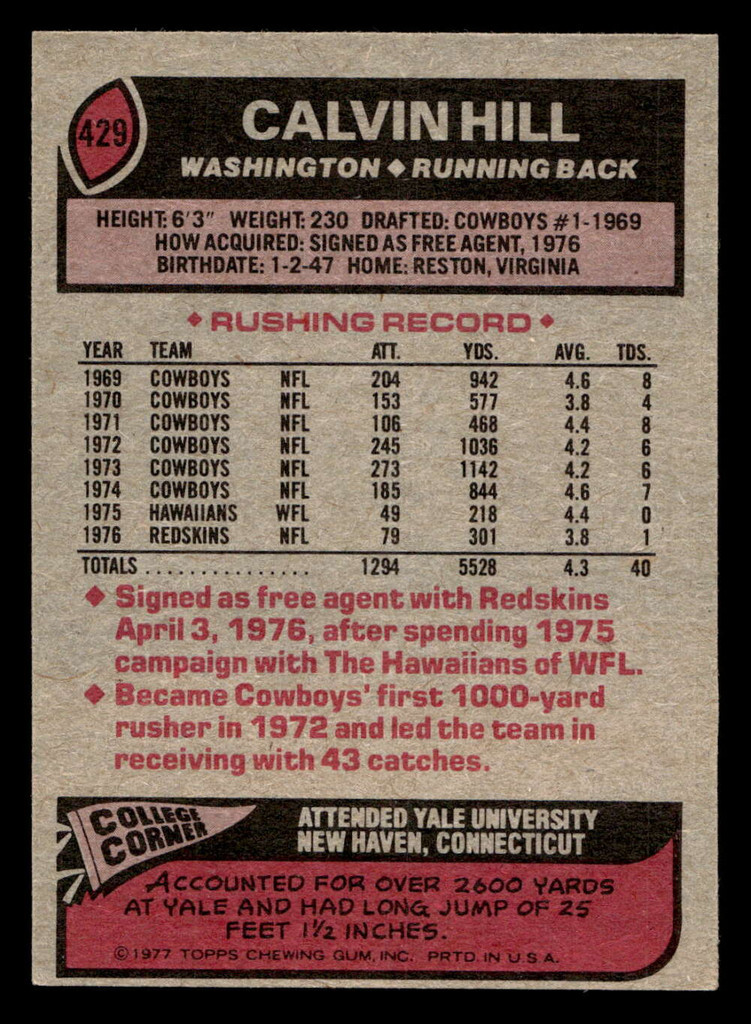 429
CALVIN HILL
WASHINGTON ◆ RUNNING BACK
HEIGHT: 6'3" WEIGHT: 230 DRAFTED: COWBOYS #1-1969
HOW ACQUIRED: SIGNED AS FREE AGENT, 1976
BIRTHDATE: 1-2-47 HOME: RESTON, VIRGINIA
◆ RUSHING RECORD ◆
YEAR TEAM ATT. YDS. AVG. TDS.
1969 COWBOYS NFL 204 942 4.6 8
1970 COWBOYS NFL 153 577 3.8 4
1971 COWBOYS NFL 106 468 4.4 8
1972 COWBOYS NFL 245 1036 4.2 6
1973 COWBOYS NFL 273 1142 4.2 6
1974 COWBOYS NFL 185 844 4.6 7
1975 HAWAIIANS WFL 49 218 4.4 0
1976 REDSKINS NFL 79 301 3.8 1
TOTALS............... 1294 5528 4.3 40
◆ Signed as free agent with Redskins
April 3, 1976, after spending 1975
campaign with The Hawaiians of WFL.
◆ Became Cowboys' first 1000-yard
rusher in 1972 and led the team in
receiving with 43 catches.
COLLEGE
CORNER
ATTENDED YALE UNIVERSITY
NEW HAVEN, CONNECTICUT
ACCOUNTED FOR OVER 2600 YARDS
AT YALE AND HAD LONG JUMP OF 25
FEET 1½ INCHES.
©1977 TOPPS CHEWING GUM, INC. PRTD. IN U.S.A.